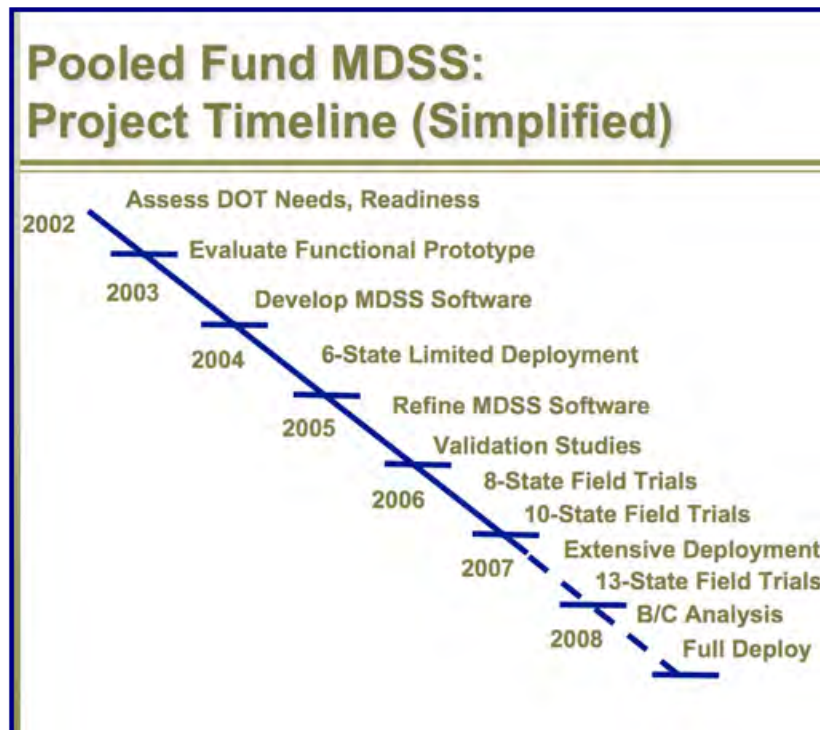 Pooled Fund MDSS:
Project Timeline (Simplified)
Assess DOT Needs, Readiness
2002
Evaluate Functional Prototype
2003
Develop MDSS Software
2004
6-State Limited Deployment
2005
Refine MDSS Software
Validation Studies
2006
8-State Field Trials
10-State Field Trials
2007
Extensive Deployment
13-State Field Trials
B/C Analysis
2008
Full Deploy